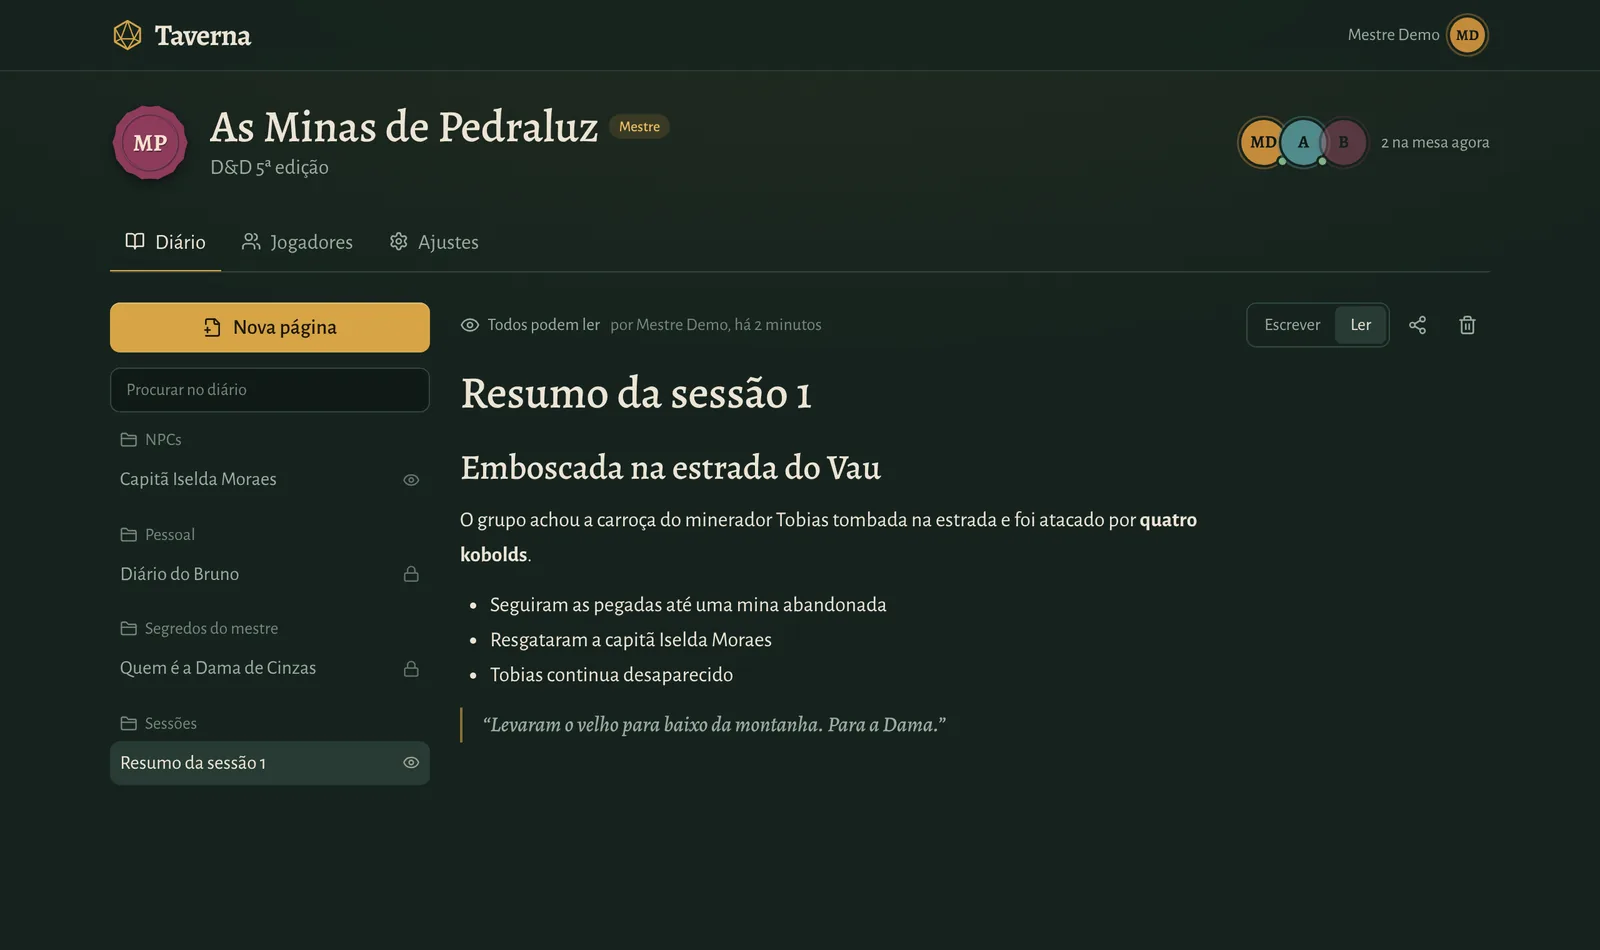 Taverna
Mestre Demo MD
MP
As Minas de Pedraluz Mestre
D&D 5ª edição
MD A B 2 na mesa agora
Diário Jogadores Ajustes
Nova página
Procurar no diário
NPCs
Capitã Iselda Moraes
Pessoal
Diário do Bruno
Segredos do mestre
Quem é a Dama de Cinzas
Sessões
Resumo da sessão 1
Todos podem ler por Mestre Demo, há 2 minutos
Escrever Ler
Resumo da sessão 1
Emboscada na estrada do Vau
O grupo achou a carroça do minerador Tobias tombada na estrada e foi atacado por quatro
kobolds.
• Seguiram as pegadas até uma mina abandonada
• Resgataram a capitã Iselda Moraes
• Tobias continua desaparecido
“Levaram o velho para baixo da montanha. Para a Dama.”